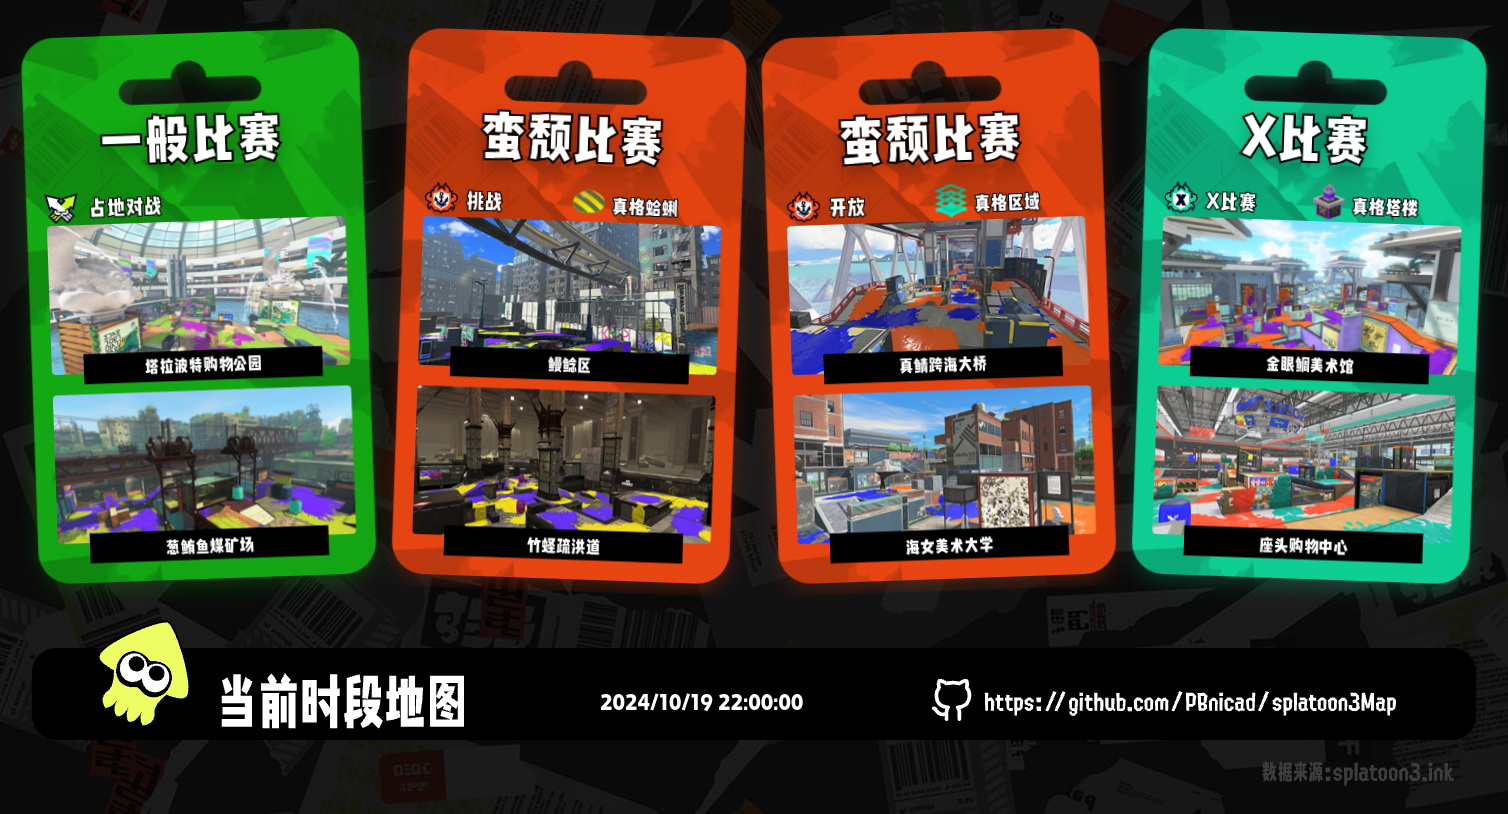 一般比赛
占地对战
塔拉波特购物公园
葱鲔鱼煤矿场
蛮颓比赛
挑战
真格蛤蜊
鳗鲶区
竹蛏疏洪道
蛮颓比赛
开放
真格区域
真鲭跨海大桥
海女美术大学
X比赛
X比赛
真格塔楼
金眼鲷美术馆
座头购物中心
当前时段地图
2024/10/19 22:00:00
https://github.com/PBnicad/splatoon3Map
数据来源:splatoon3.ink